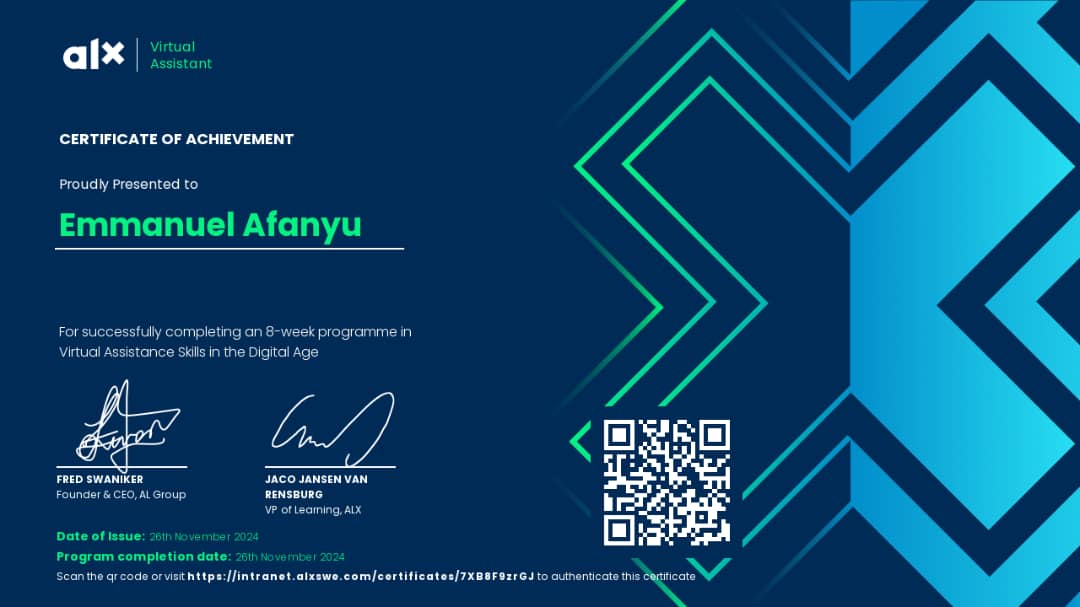 alx
Virtual
Assistant
CERTIFICATE OF ACHIEVEMENT
Proudly Presented to
Emmanuel Afanyu
For successfully completing an 8-week programme in
Virtual Assistance Skills in the Digital Age
FRED SWANIKER
Founder & CEO, AL Group
JACO JANSEN VAN
RENSBURG
VP of Learning, ALX
Date of Issue: 26th November 2024
Program completion date: 26th November 2024
Scan the qr code or visit https://intranet.alxswe.com/certificates/7XB8F9zrGJ to authenticate this certificate